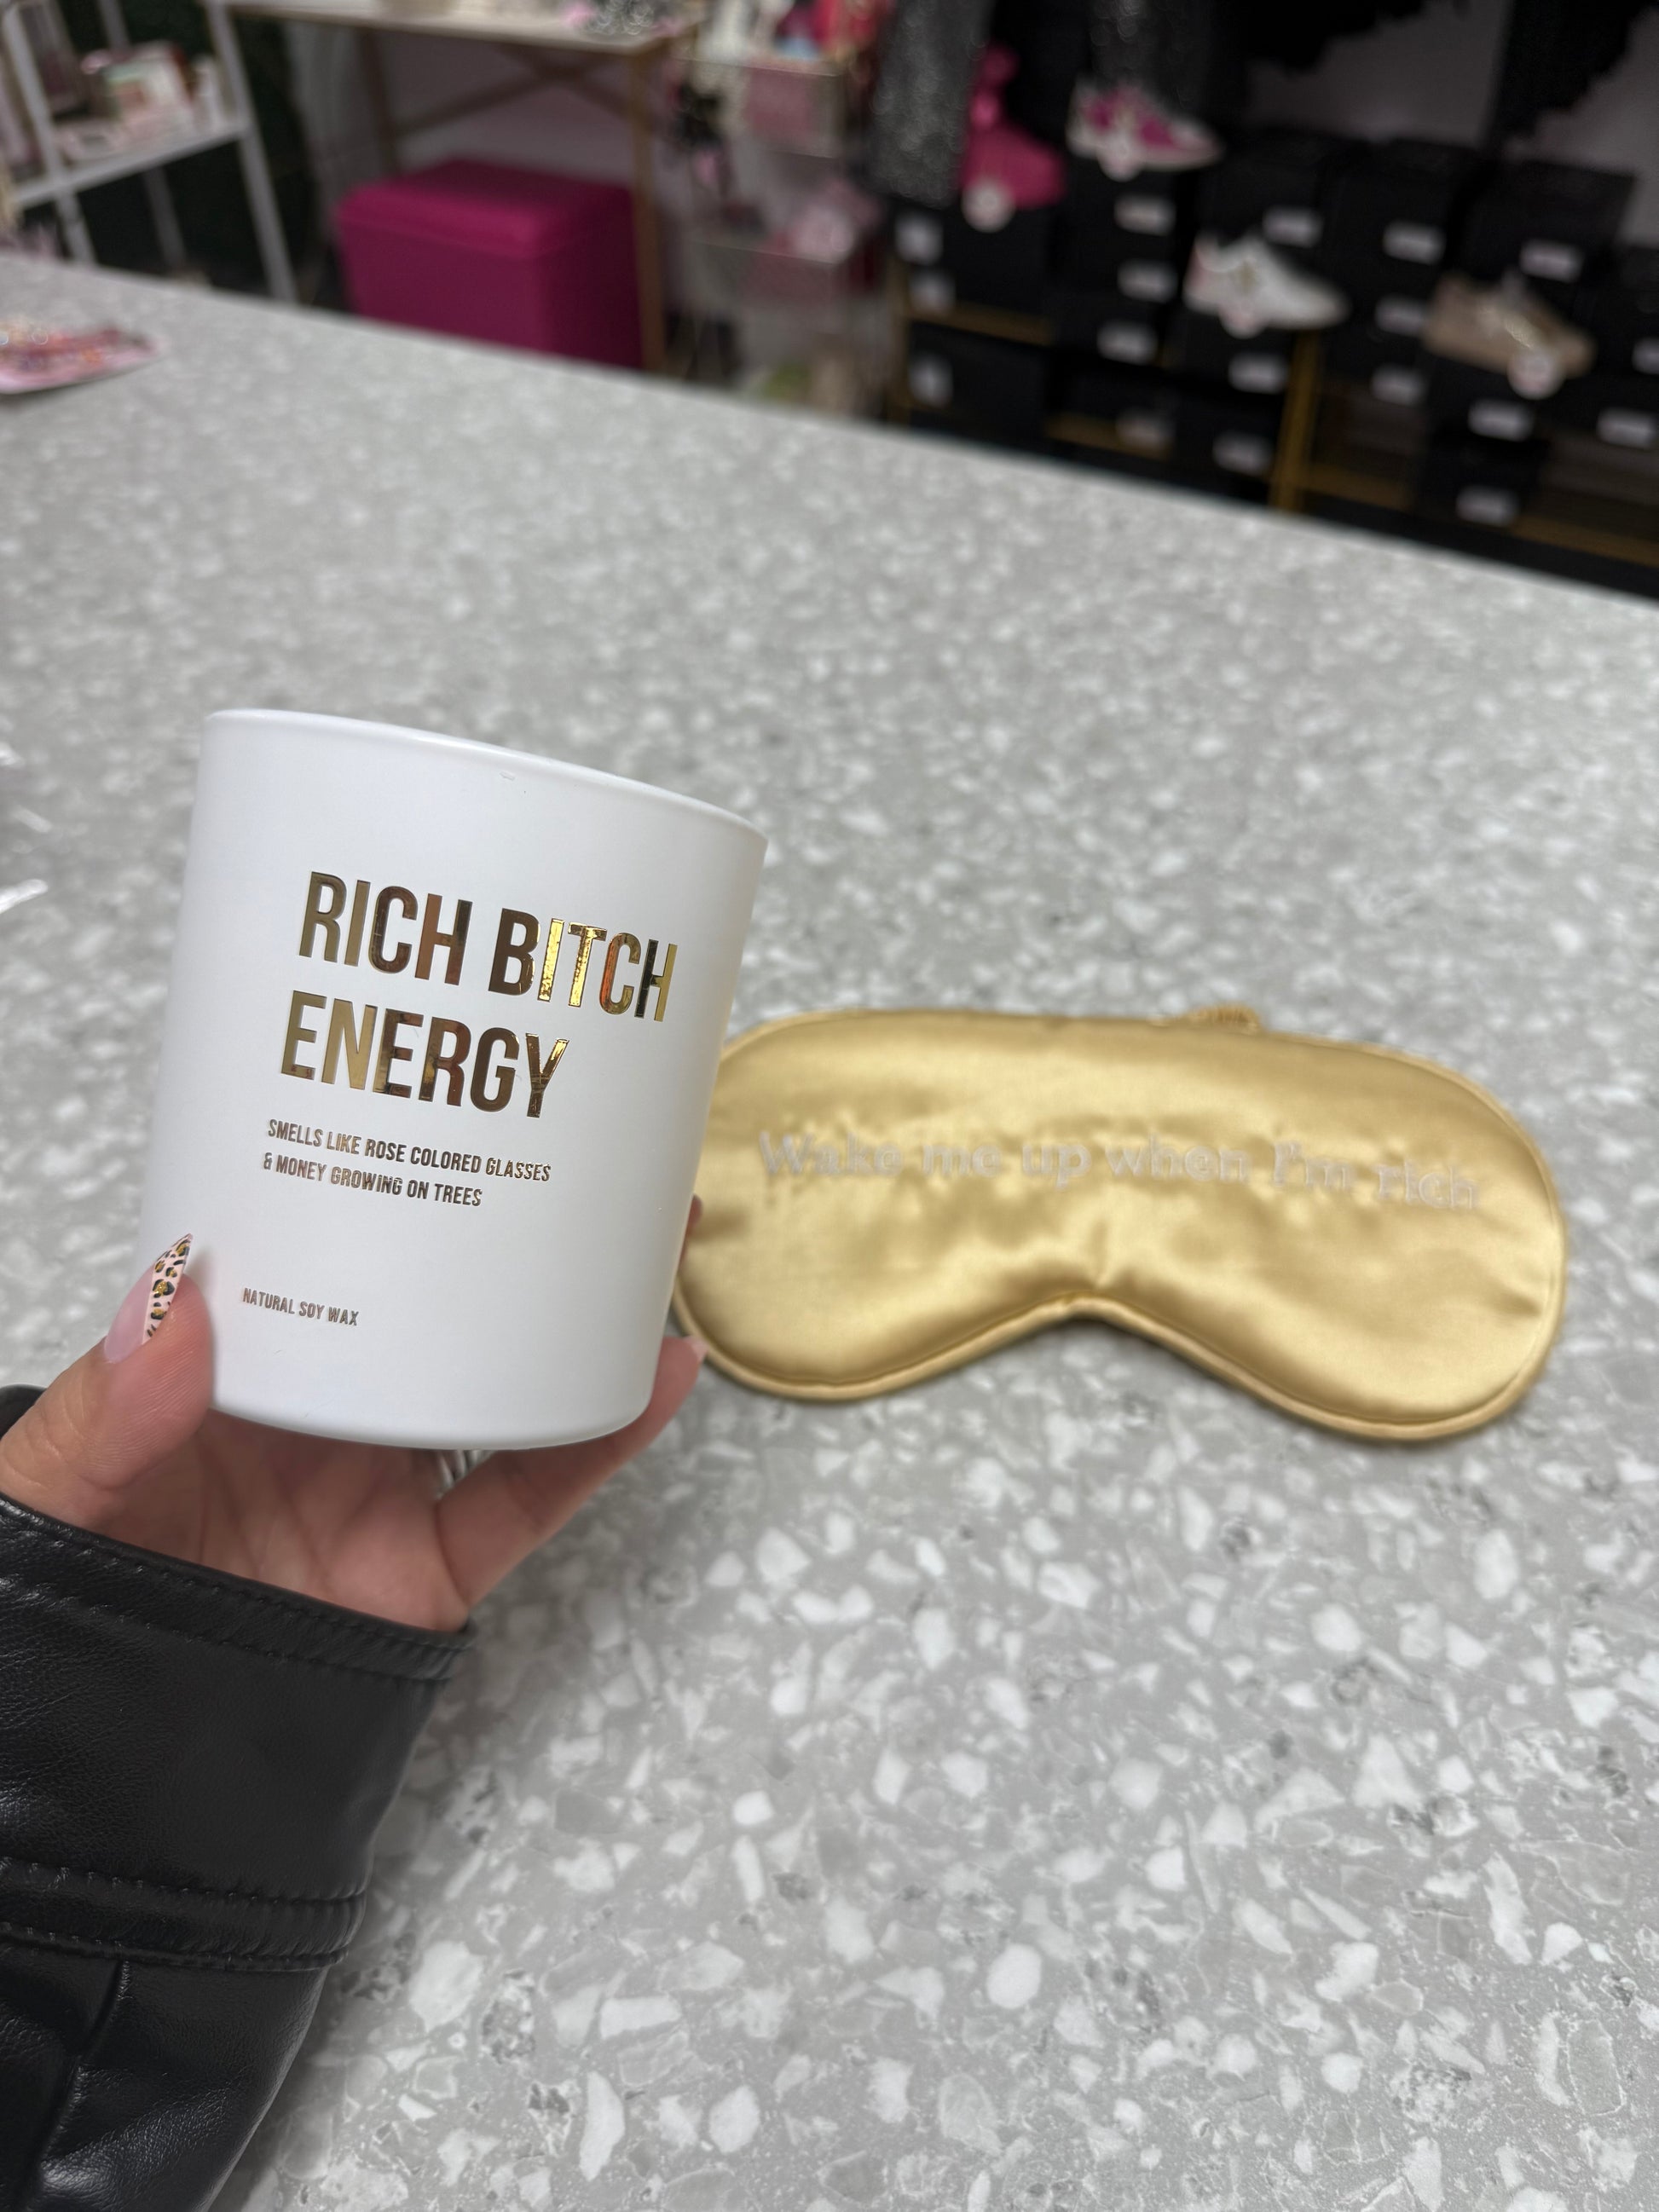 RICH BITCH
ENERGY
SMELLS LIKE ROSE COLORED GLASSES
& MONEY GROWING ON TREES
NATURAL SOY WAX
Wake me up when I'm rich